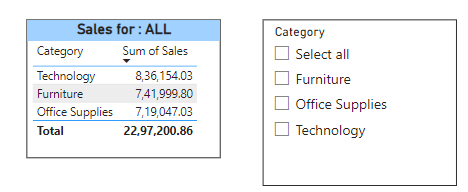 Sales for : ALL
Category Sum of Sales
Technology 8,36,154.03
Furniture 7,41,999.80
Office Supplies 7,19,047.03
Total 22,97,200.86
Category
Select all
Furniture
Office Supplies
Technology